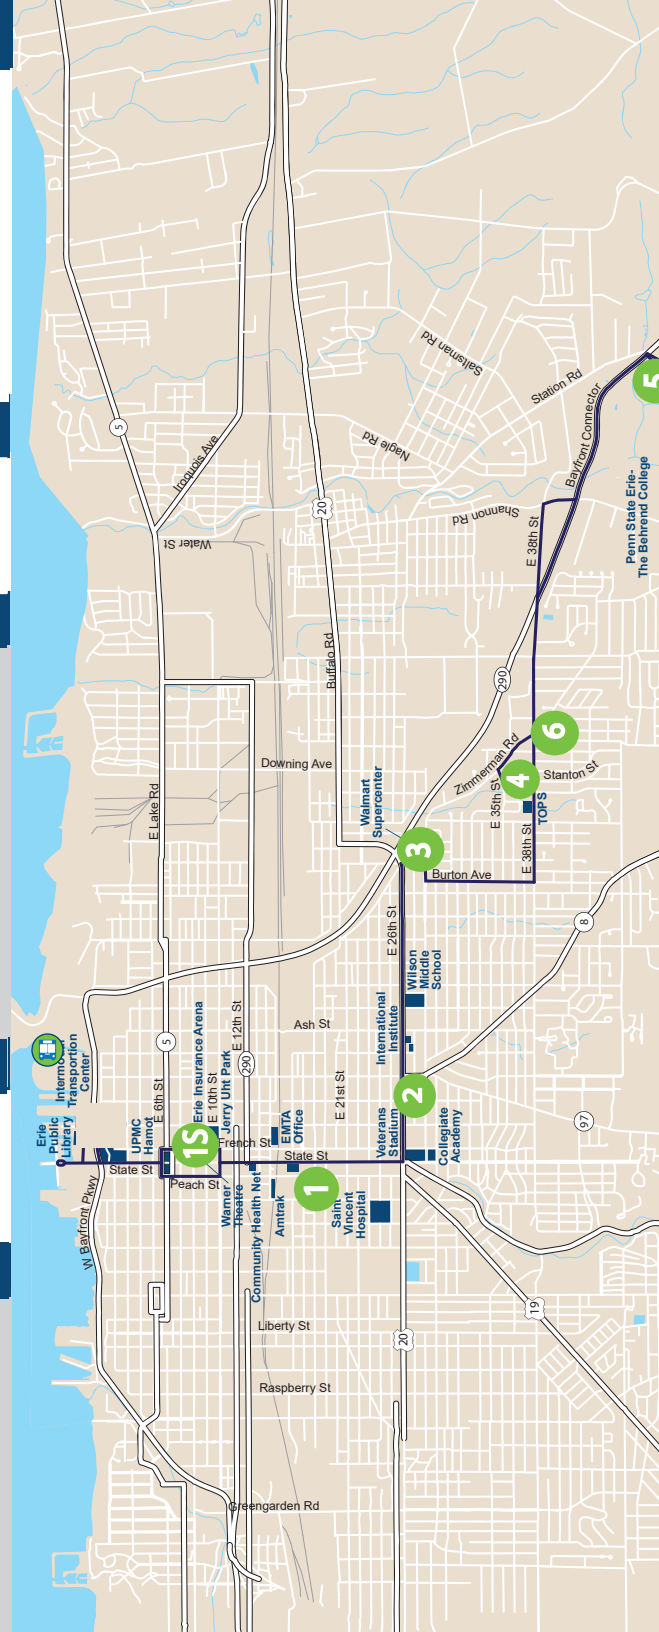 5
Saltsman Rd
Station Rd
5
Bayfront Connector
Iroquois Ave
Nagle Rd
Penn State Erie-
The Behrend College
20
Shannon Rd
E 38th St
Water St
Buffalo Rd
290
Zimmerman Rd
6
Downing Ave
4
Stanton St
E 35th St
TOPS
Walmart
Supercenter
E Lake Rd
3
E 38th St
Burton Ave
E 26th St
8
Wilson
Middle
School
Ash St
International
Institute
Erie Insurance Arena
E 12th St
5
Transportation
Center
290
E 10th St
Jerry Uht Park
E 6th St
E 21st St
2
97
Erie
Public
Library
UPMC
Hamot
1S
French St
EMTA
Office
Veterans
Stadium
Collegiate
Academy
State St
State St
Peach St
Warner
Theatre
Community Health Net
Amtrak
1
Saint
Vincent
Hospital
W Bayfront Pkwy
19
Liberty St
20
Raspberry St
Greengarden Rd